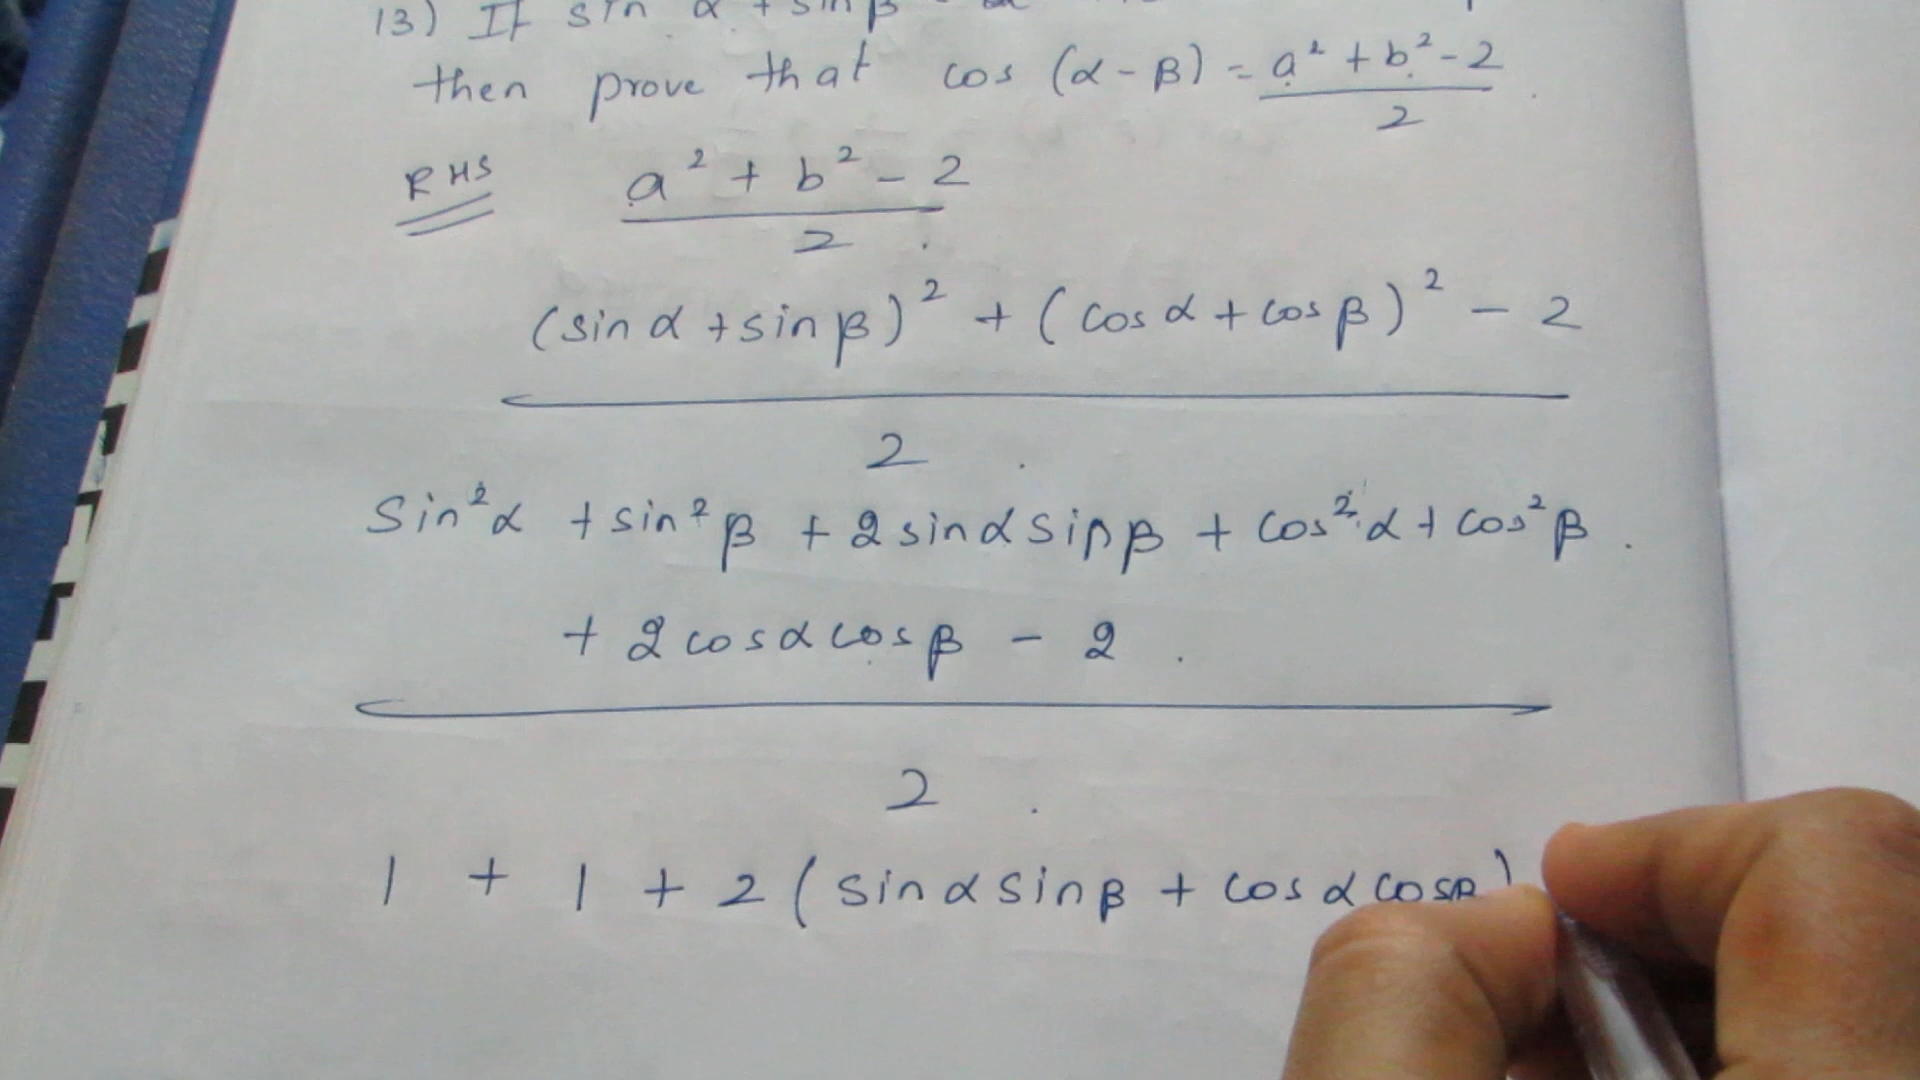 13) If sin α + sin β
then prove that cos (α - β) = a² + b² - 2
2
RHS a² + b² - 2
2
(sin α + sin β)² + (cos α + cos β)² - 2
2
Sin²α + sin²β + 2 sin α sin β + cos²α + cos²β
+ 2 cos α cos β - 2
2
1 + 1 + 2 ( sin α sin β + cos α cos β )